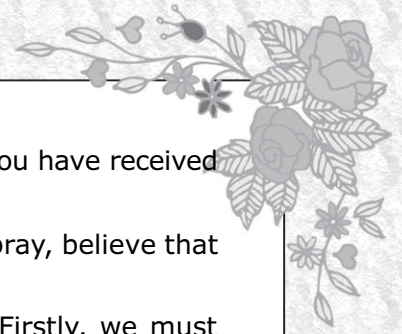 ou have received
pray, believe that
Firstly, we must